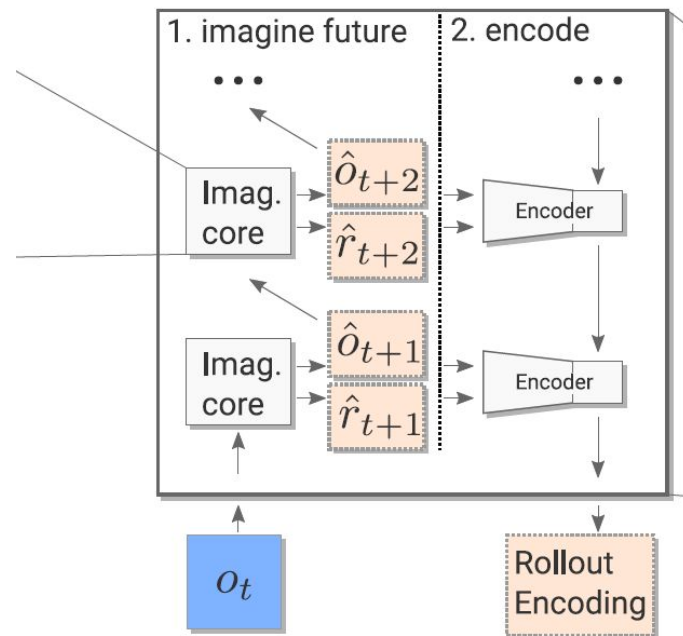 1. imagine future
2. encode
...
...
Imag.
core
ô_{t+2}
r̂_{t+2}
Encoder
Imag.
core
ô_{t+1}
r̂_{t+1}
Encoder
o_t
Rollout
Encoding